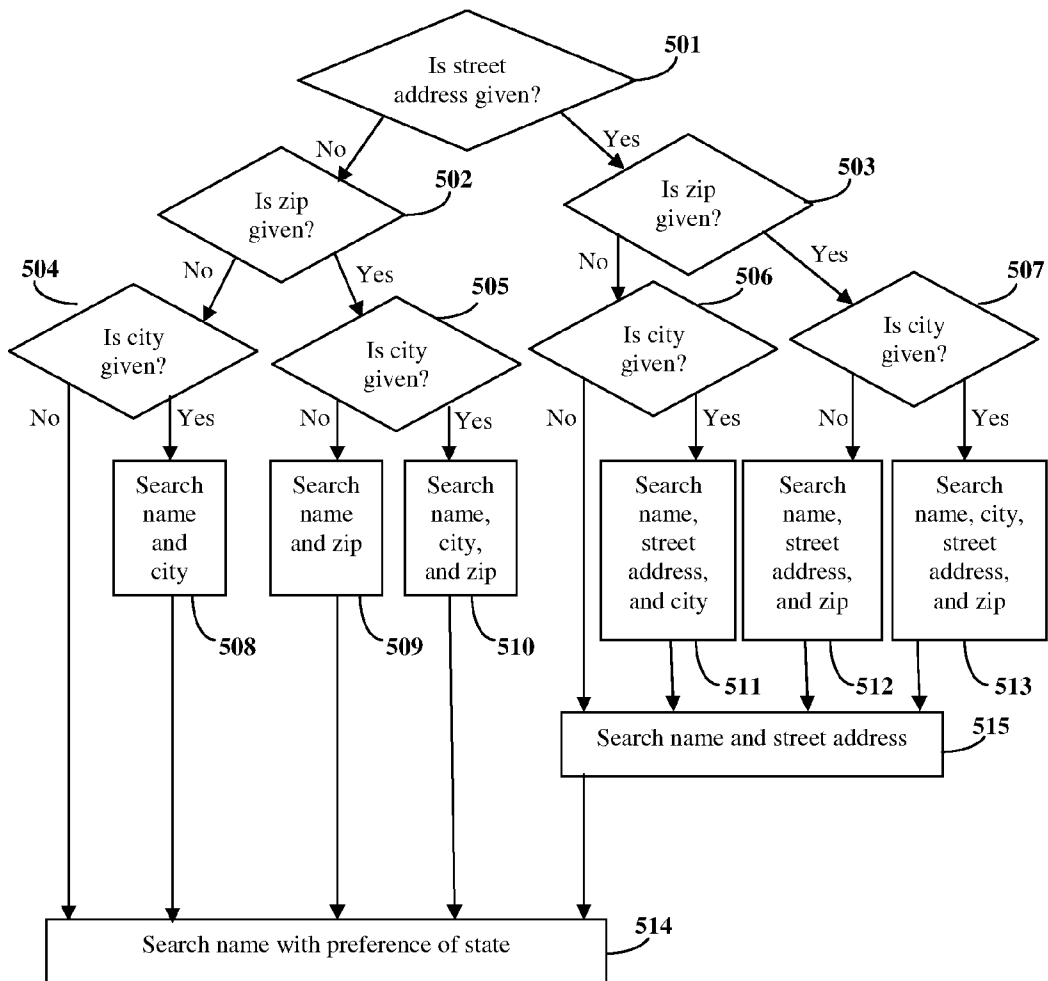 501
Is street
address given?
No
Yes
502
503
Is zip
given?
Is zip
given?
504
No
Yes
505
No
506
Yes
507
Is city
given?
Is city
given?
Is city
given?
Is city
given?
No
Yes
No
Yes
No
Yes
No
Yes
Search
name
and
city
Search
name
and zip
Search
name,
city,
and zip
Search
name,
street
address,
and city
Search
name,
street
address,
and zip
Search
name, city,
street
address,
and zip
508
509
510
511
512
513
Search name and street address
515
Search name with preference of state
514